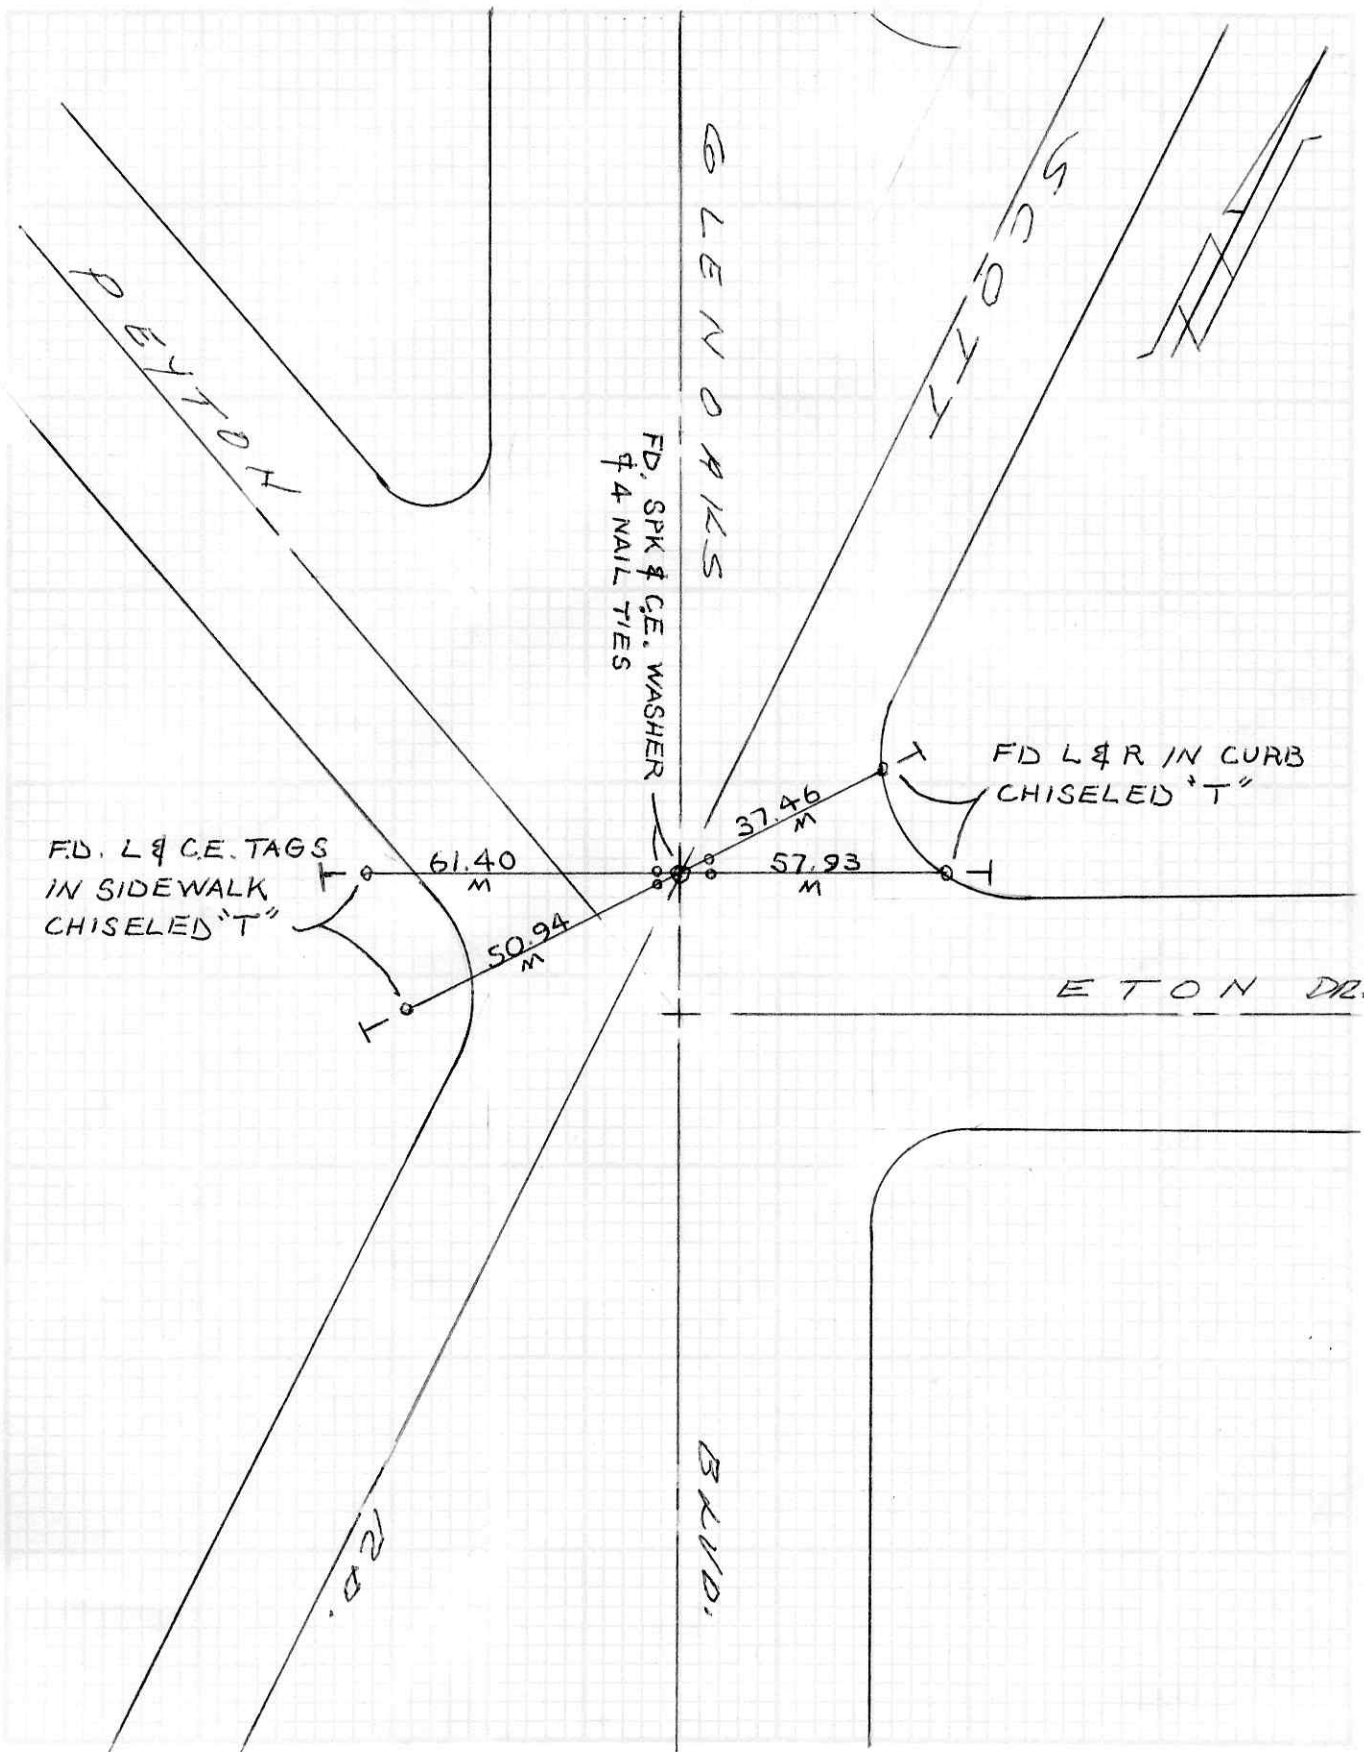 GLENOAKS
BLVD.
SCOTT
RD.
PEYTON
FD. SPK & C.E. WASHER
& 4 NAIL TIES
FD L & R IN CURB
CHISELED "T"
T
T
37.46
M
57.93
M
FD. L & C.E. TAGS
IN SIDEWALK
CHISELED "T"
T
T
61.40
M
50.94
M
ETON DR.
N